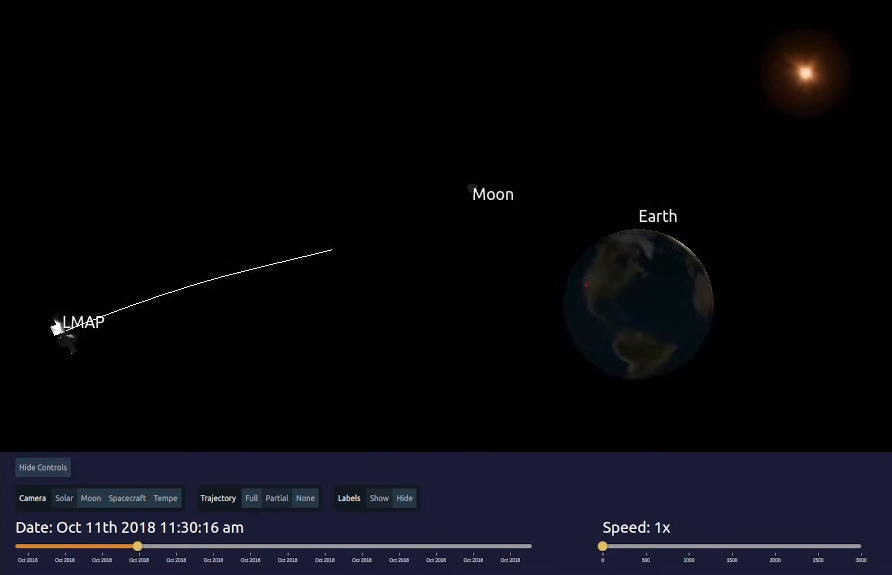 Moon
Earth
LMAP
Hide Controls
Camera Solar Moon Spacecraft Tempe Trajectory Full Partial None Labels Show Hide
Date: Oct 11th 2018 11:30:16 am Speed: 1x
Oct 2018 Oct 2018 Oct 2018 Oct 2018 Oct 2018 Oct 2018 Oct 2018 Oct 2018 Oct 2018 Oct 2018 Oct 2018 Oct 2018 Oct 2018 Oct 2018 0 500 1000 1500 2000 2500 3000